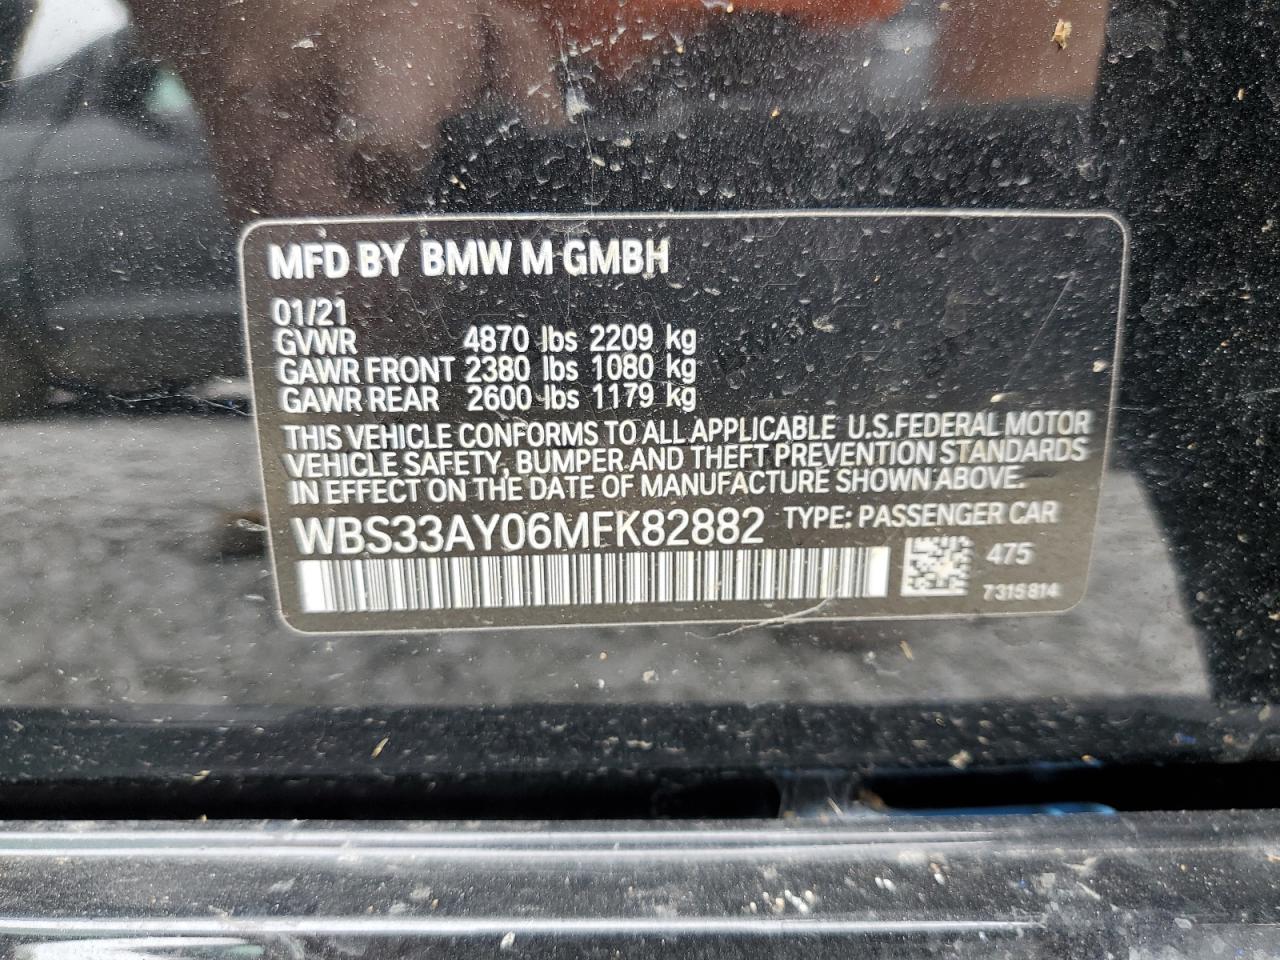 MFD BY BMW M GMBH
01/21
GVWR 4870 lbs 2209 kg
GAWR FRONT 2380 lbs 1080 kg
GAWR REAR 2600 lbs 1179 kg
THIS VEHICLE CONFORMS TO ALL APPLICABLE U.S.FEDERAL MOTOR
VEHICLE SAFETY, BUMPER AND THEFT PREVENTION STANDARDS
IN EFFECT ON THE DATE OF MANUFACTURE SHOWN ABOVE.
WBS33AY06MFK82882 TYPE: PASSENGER CAR
475
7315814